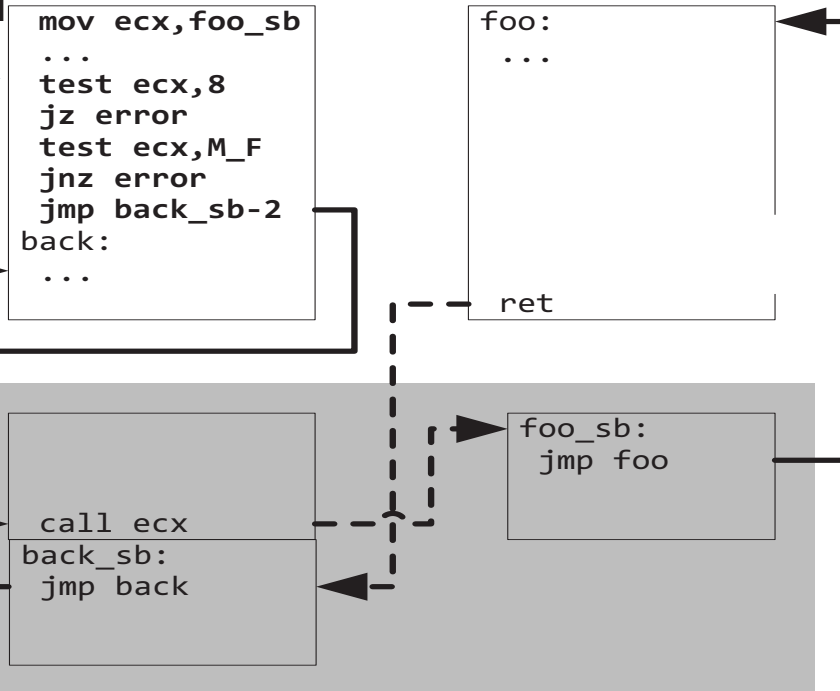 mov ecx,foo_sb
...
test ecx,8
jz error
test ecx,M_F
jnz error
jmp back_sb-2
back:
...
foo:
...
ret
call ecx
back_sb:
jmp back
foo_sb:
jmp foo